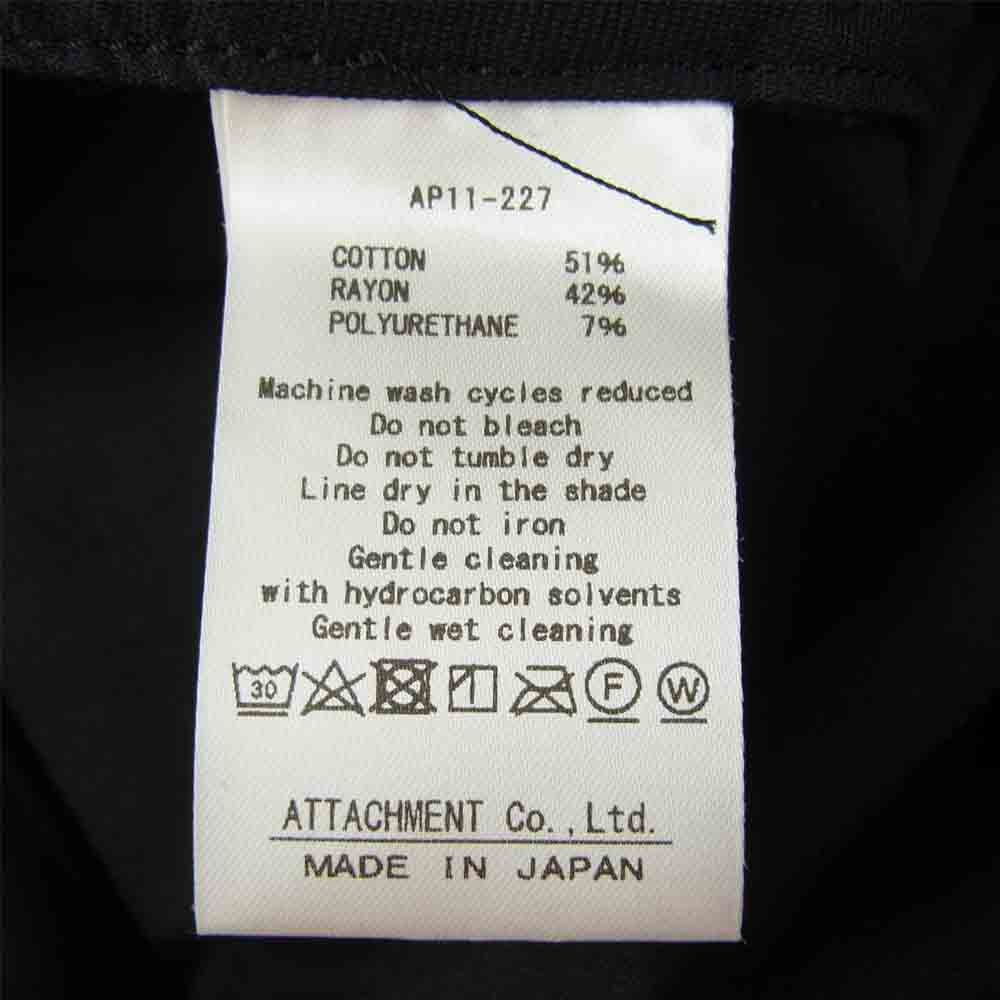 AP11-227
COTTON 51%
RAYON 42%
POLYURETHANE 7%
Machine wash cycles reduced
Do not bleach
Do not tumble dry
Line dry in the shade
Do not iron
Gentle cleaning
with hydrocarbon solvents
Gentle wet cleaning
30 F W
ATTACHMENT Co.,Ltd.
MADE IN JAPAN